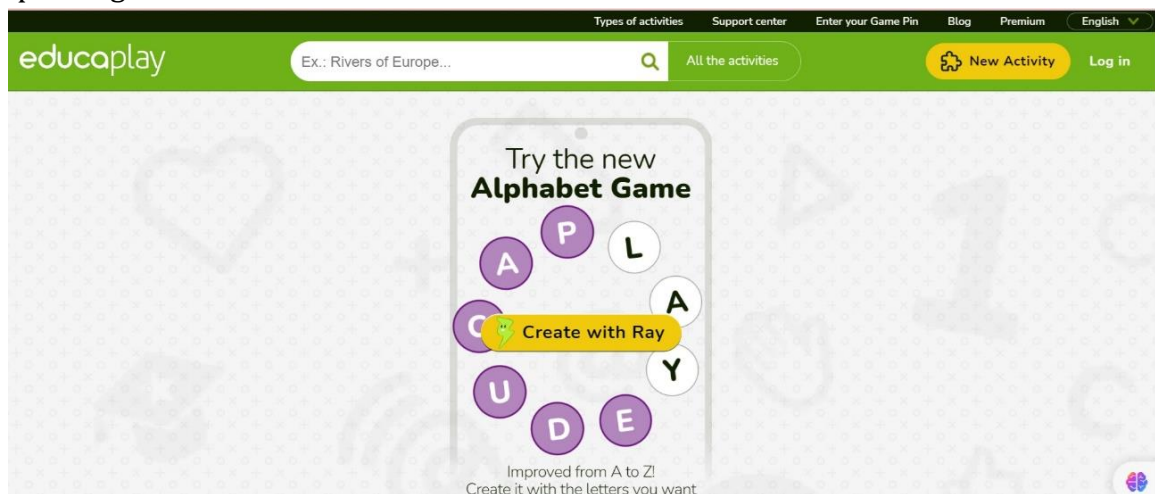 Types of activities Support center Enter your Game Pin Blog Premium English
educaplay Ex.: Rivers of Europe... All the activities New Activity Log in
Try the new
Alphabet Game
P
A L
C A
Create with Ray
U Y
D E
Improved from A to Z!
Create it with the letters you want